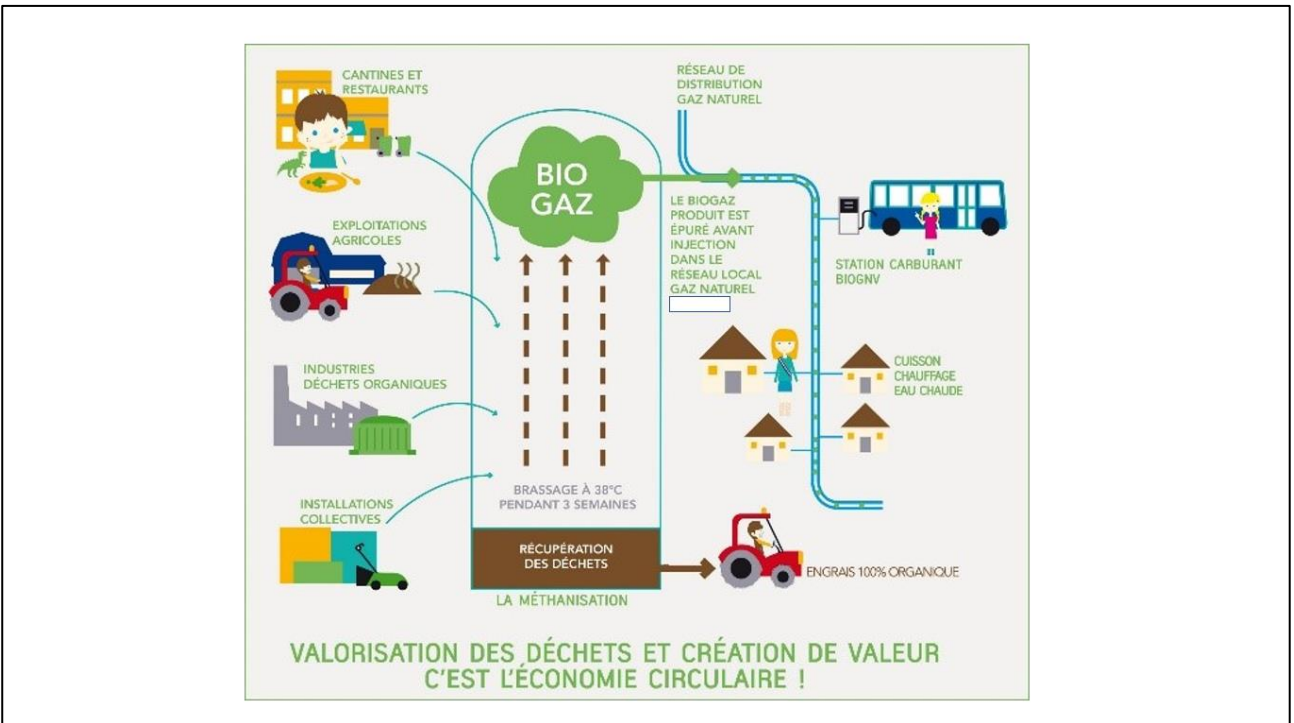 CANTINES ET
RESTAURANTS
EXPLOITATIONS
AGRICOLES
INDUSTRIES
DÉCHETS ORGANIQUES
INSTALLATIONS
COLLECTIVES
BIO
GAZ
BRASSAGE À 38°C
PENDANT 3 SEMAINES
RÉCUPÉRATION
DES DÉCHETS
LA MÉTHANISATION
RÉSEAU DE
DISTRIBUTION
GAZ NATUREL
LE BIOGAZ
PRODUIT EST
ÉPURÉ AVANT
INJECTION
DANS LE
RÉSEAU LOCAL
GAZ NATUREL
STATION CARBURANT
BIOGNV
CUISSON
CHAUFFAGE
EAU CHAUDE
ENGRAIS 100% ORGANIQUE
VALORISATION DES DÉCHETS ET CRÉATION DE VALEUR
C'EST L'ÉCONOMIE CIRCULAIRE !